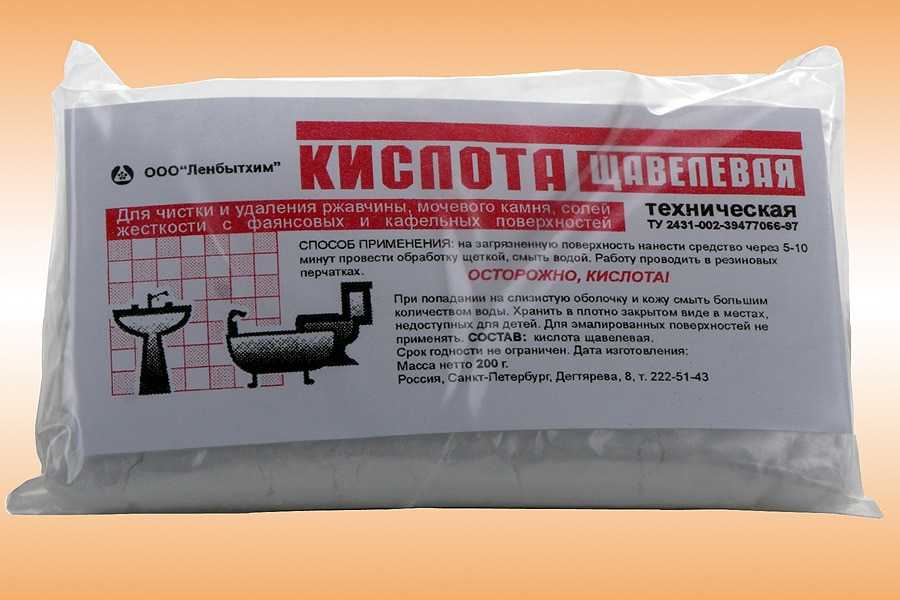 ООО"Ленбытхим"
КИСЛОТА ЩАВЕЛЕВАЯ
техническая
ТУ 2431-002-39477066-97
Для чистки и удаления ржавчины, мочевого камня, солей
жесткости с фаянсовых и кафельных поверхностей
СПОСОБ ПРИМЕНЕНИЯ: на загрязненную поверхность нанести средство через 5-10
минут провести обработку щеткой, смыть водой. Работу проводить в резиновых
перчатках.
ОСТОРОЖНО, КИСЛОТА!
При попадании на слизистую оболочку и кожу смыть большим
количеством воды. Хранить в плотно закрытом виде в местах,
недоступных для детей. Для эмалированных поверхностей не
применять. СОСТАВ: кислота щавелевая.
Срок годности не ограничен. Дата изготовления:
Масса нетто 200 г.
Россия, Санкт-Петербург, Дегтярева, 8, т. 222-51-43